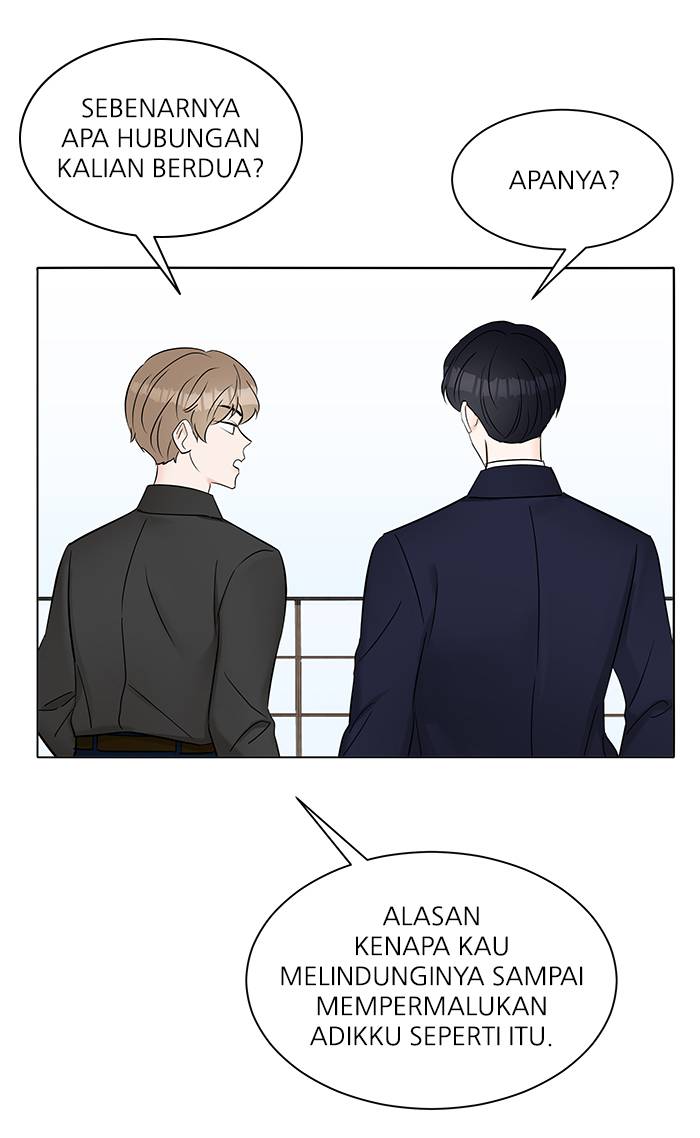 SEBENARNYA
APA HUBUNGAN
KALIAN BERDUA?
APANYA?
ALASAN
KENAPA KAU
MELINDUNGINYA SAMPAI
MEMPERMALUKAN
ADIKKU SEPERTI ITU.